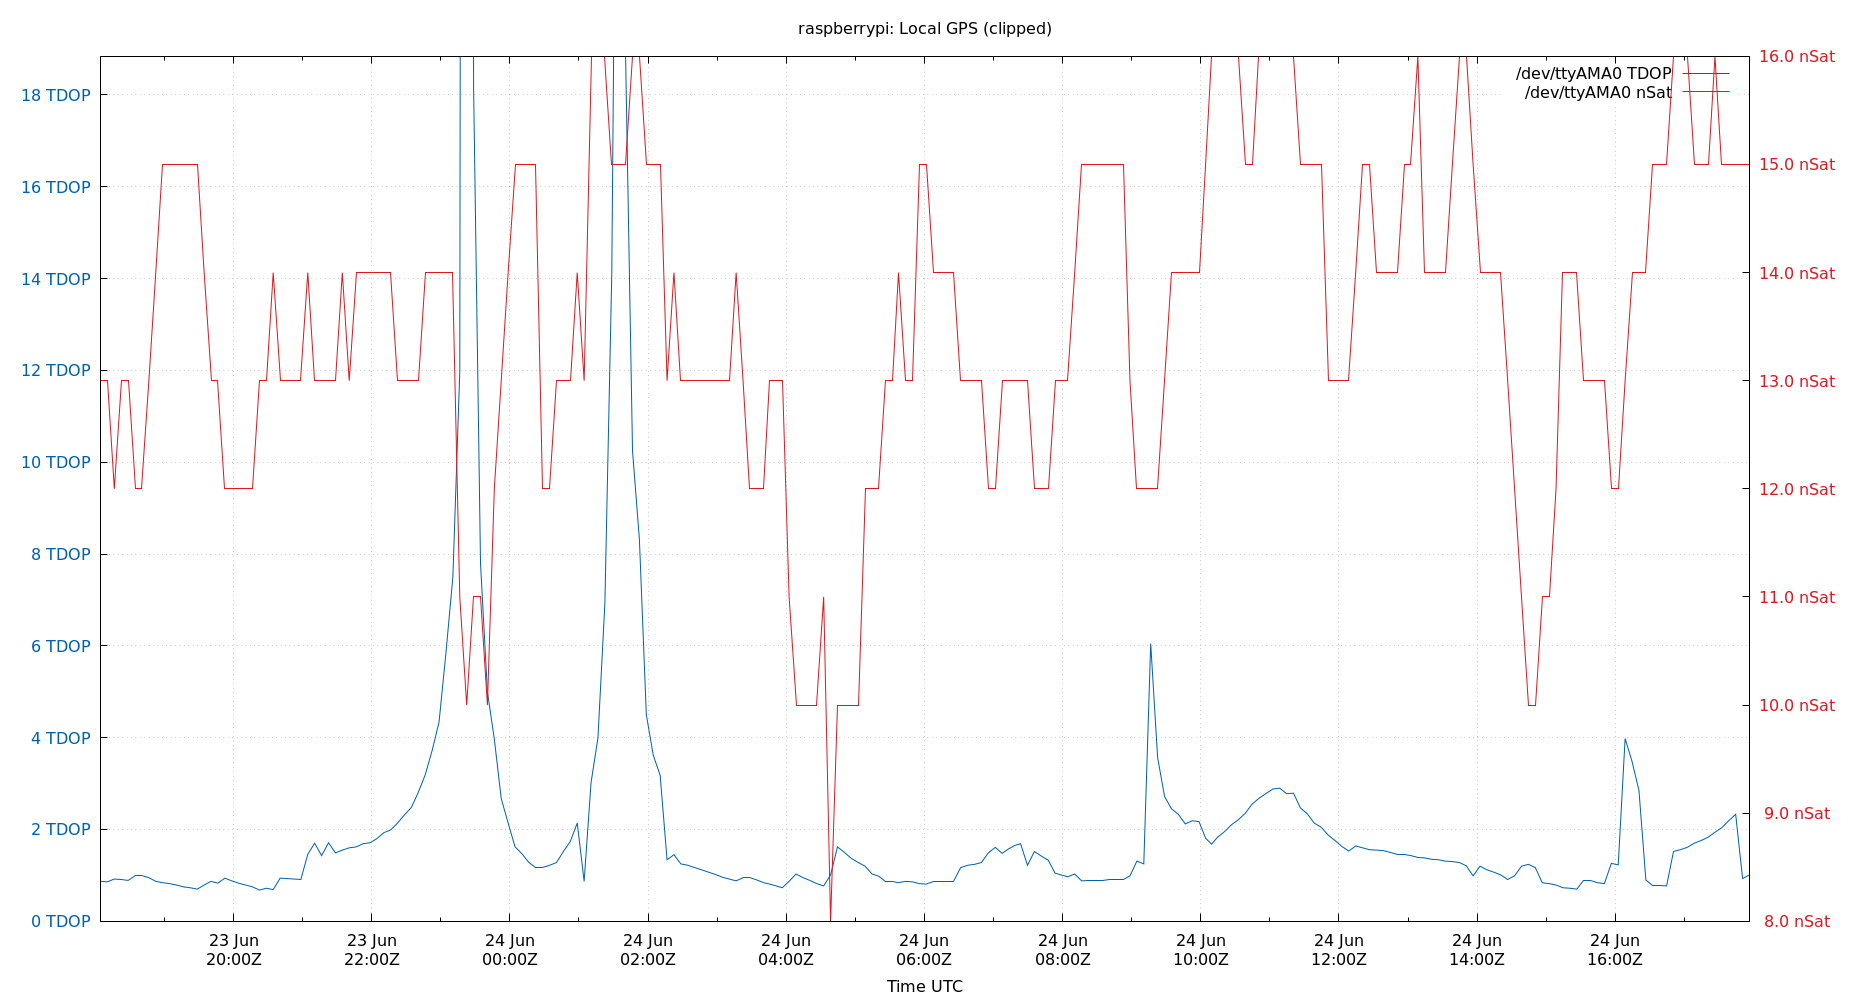 raspberrypi: Local GPS (clipped)
/dev/ttyAMA0 TDOP
/dev/ttyAMA0 nSat
18 TDOP
16 TDOP
14 TDOP
12 TDOP
10 TDOP
8 TDOP
6 TDOP
4 TDOP
2 TDOP
0 TDOP
16.0 nSat
15.0 nSat
14.0 nSat
13.0 nSat
12.0 nSat
11.0 nSat
10.0 nSat
9.0 nSat
8.0 nSat
23 Jun 23 Jun 24 Jun 24 Jun 24 Jun 24 Jun 24 Jun 24 Jun 24 Jun 24 Jun 24 Jun
20:00Z 22:00Z 00:00Z 02:00Z 04:00Z 06:00Z 08:00Z 10:00Z 12:00Z 14:00Z 16:00Z
Time UTC